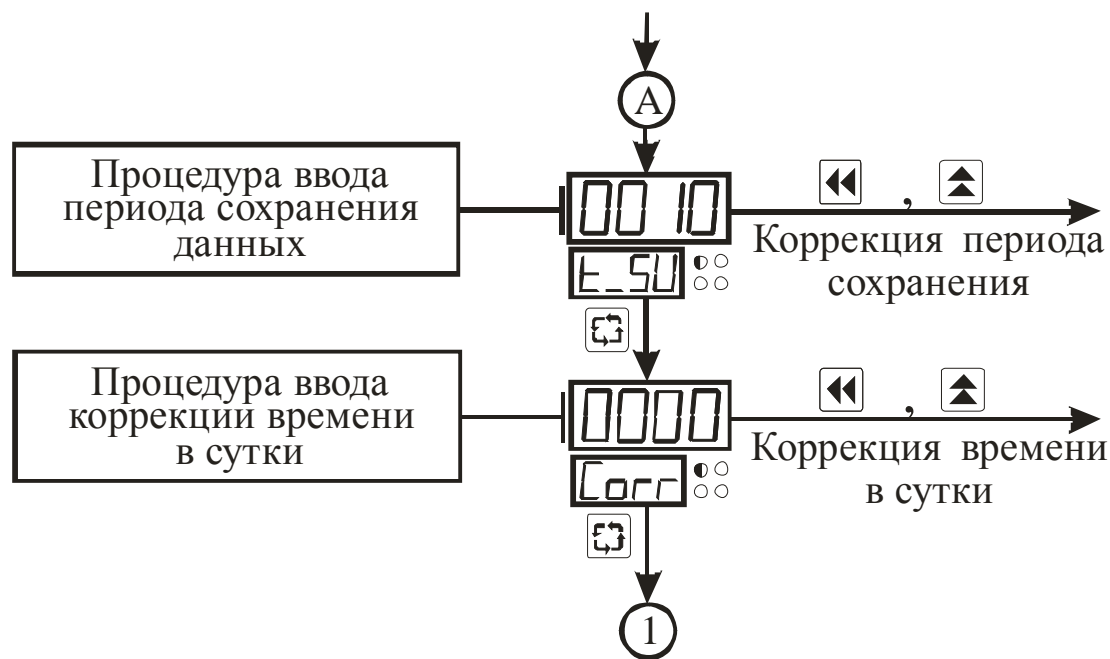 А
Процедура ввода
периода сохранения
данных
0010
t_SU
,
Коррекция периода
сохранения
Процедура ввода
коррекции времени
в сутки
0000
Corr
,
Коррекция времени
в сутки
1